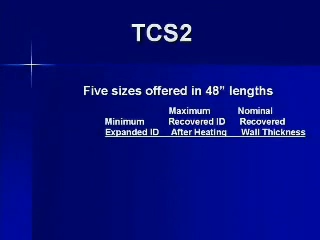 TCS2
Five sizes offered in 48" lengths
Maximum Nominal
Minimum Recovered ID Recovered
Expanded ID After Heating Wall Thickness